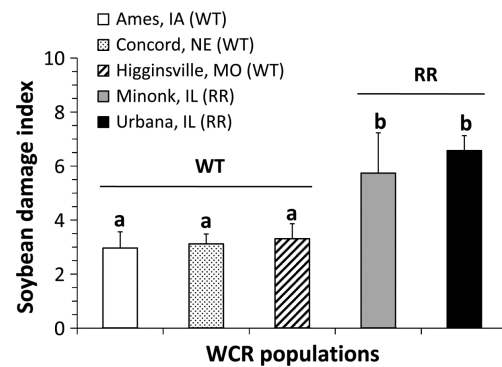 Ames, IA (WT)
Concord, NE (WT)
Higginsville, MO (WT)
Minonk, IL (RR)
Urbana, IL (RR)
Soybean damage index
10
8
6
4
2
0
WT
RR
a
a
a
b
b
WCR populations